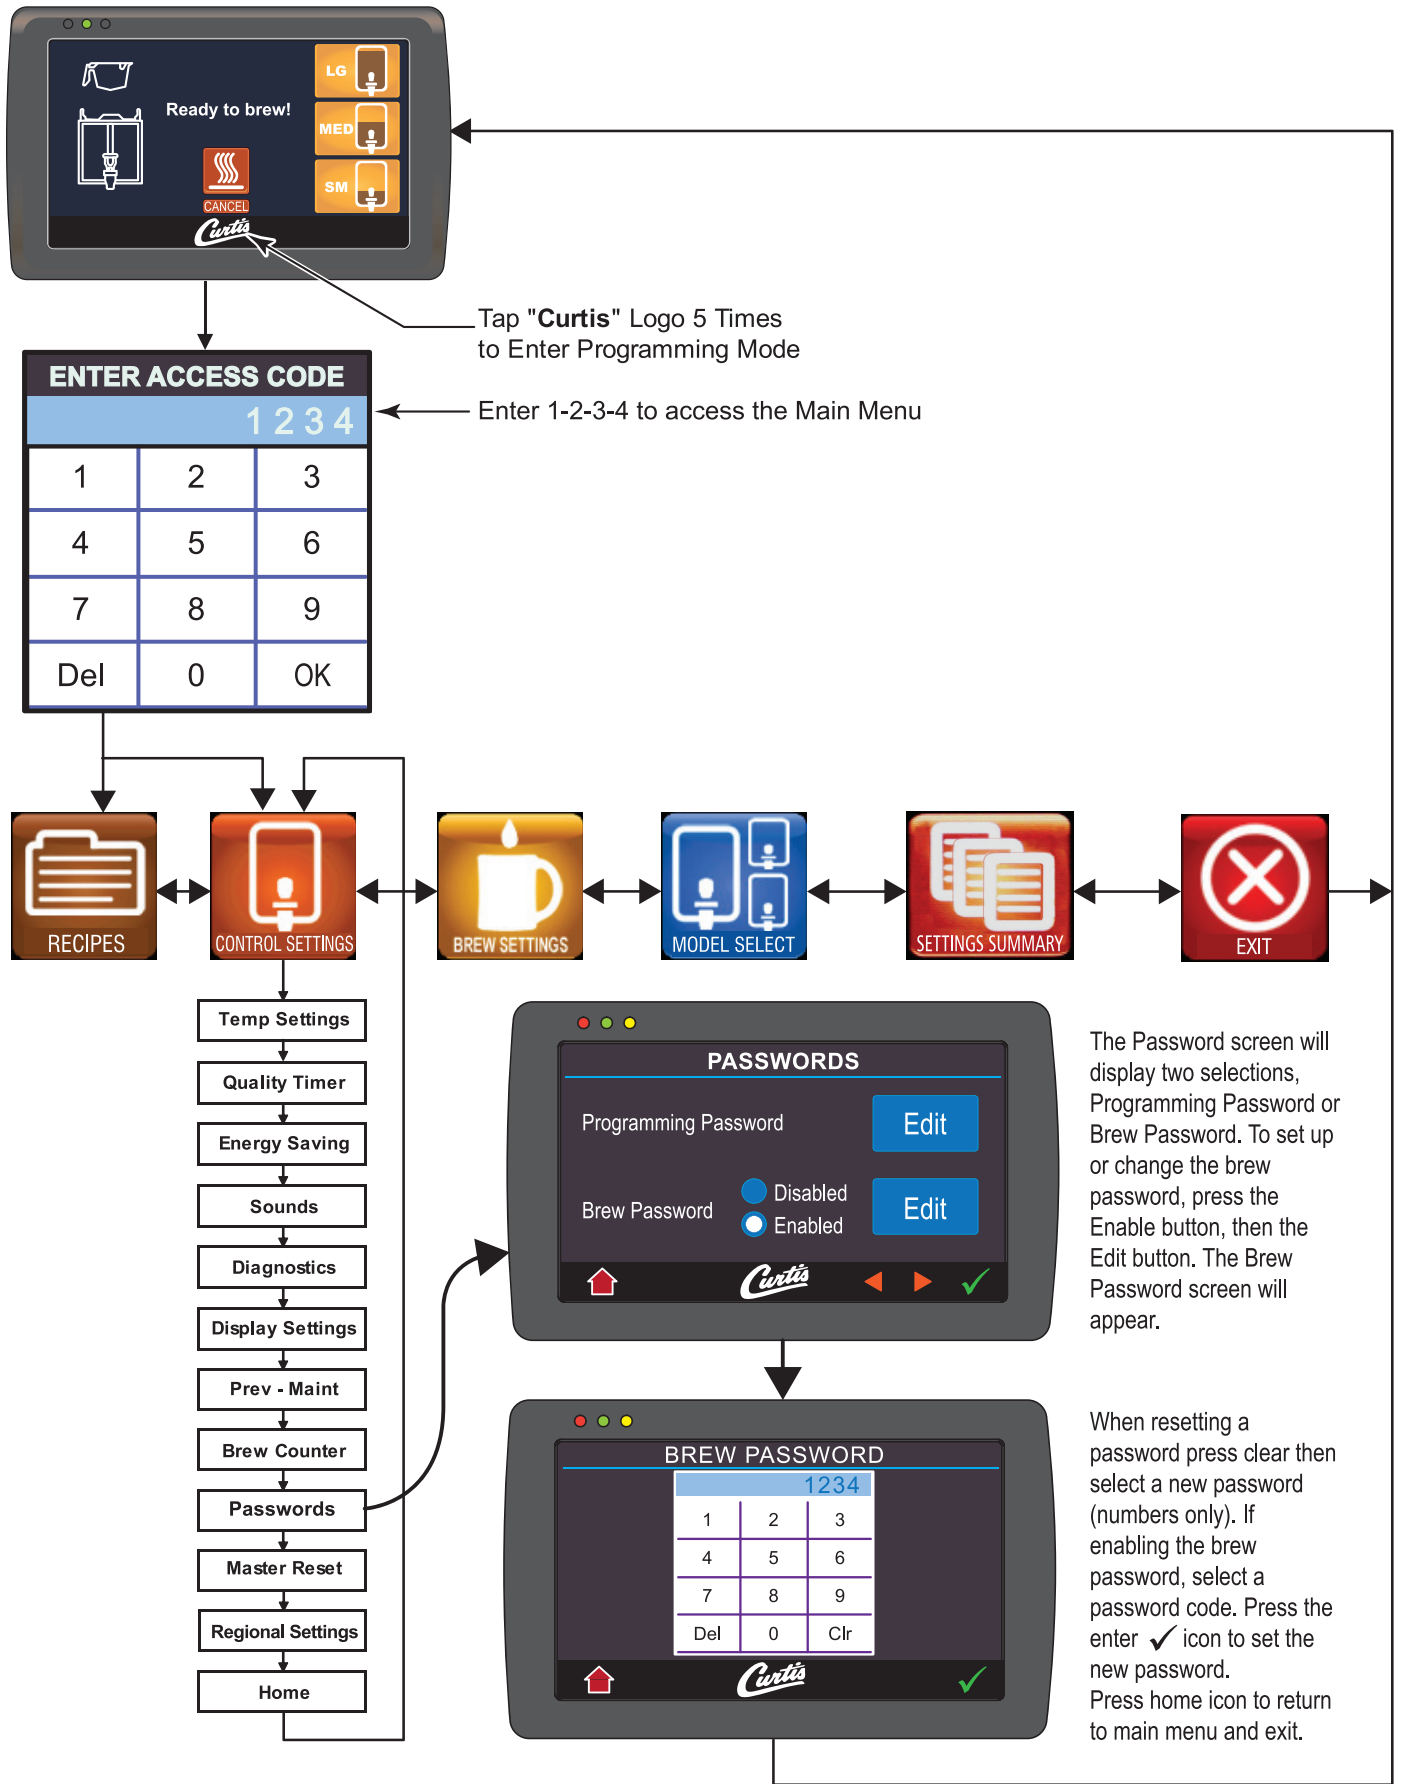 LG
Ready to brew!
MED
SM
CANCEL
Curtis
Tap "Curtis" Logo 5 Times
to Enter Programming Mode
ENTER ACCESS CODE
1 2 3 4
Enter 1-2-3-4 to access the Main Menu
1 2 3
4 5 6
7 8 9
Del 0 OK
RECIPES
CONTROL SETTINGS
BREW SETTINGS
MODEL SELECT
SETTINGS SUMMARY
EXIT
Temp Settings
Quality Timer
Energy Saving
Sounds
Diagnostics
Display Settings
Prev - Maint
Brew Counter
Passwords
Master Reset
Regional Settings
Home
PASSWORDS
Programming Password Edit
Disabled
Brew Password Edit
Enabled
Curtis
The Password screen will
display two selections,
Programming Password or
Brew Password. To set up
or change the brew
password, press the
Enable button, then the
Edit button. The Brew
Password screen will
appear.
BREW PASSWORD
1234
1 2 3
4 5 6
7 8 9
Del 0 Clr
Curtis
When resetting a
password press clear then
select a new password
(numbers only). If
enabling the brew
password, select a
password code. Press the
enter ✓ icon to set the
new password.
Press home icon to return
to main menu and exit.